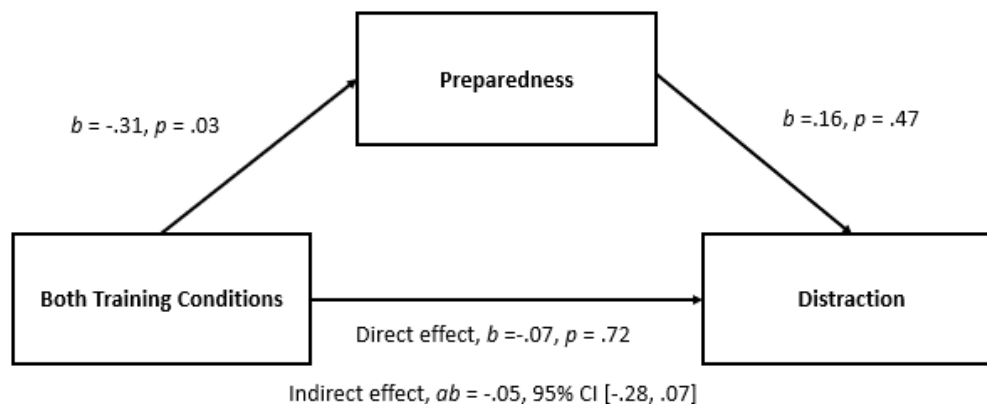 Preparedness
b = -.31, p = .03
b =.16, p = .47
Both Training Conditions
Distraction
Direct effect, b =-.07, p = .72
Indirect effect, ab = -.05, 95% CI [-.28, .07]